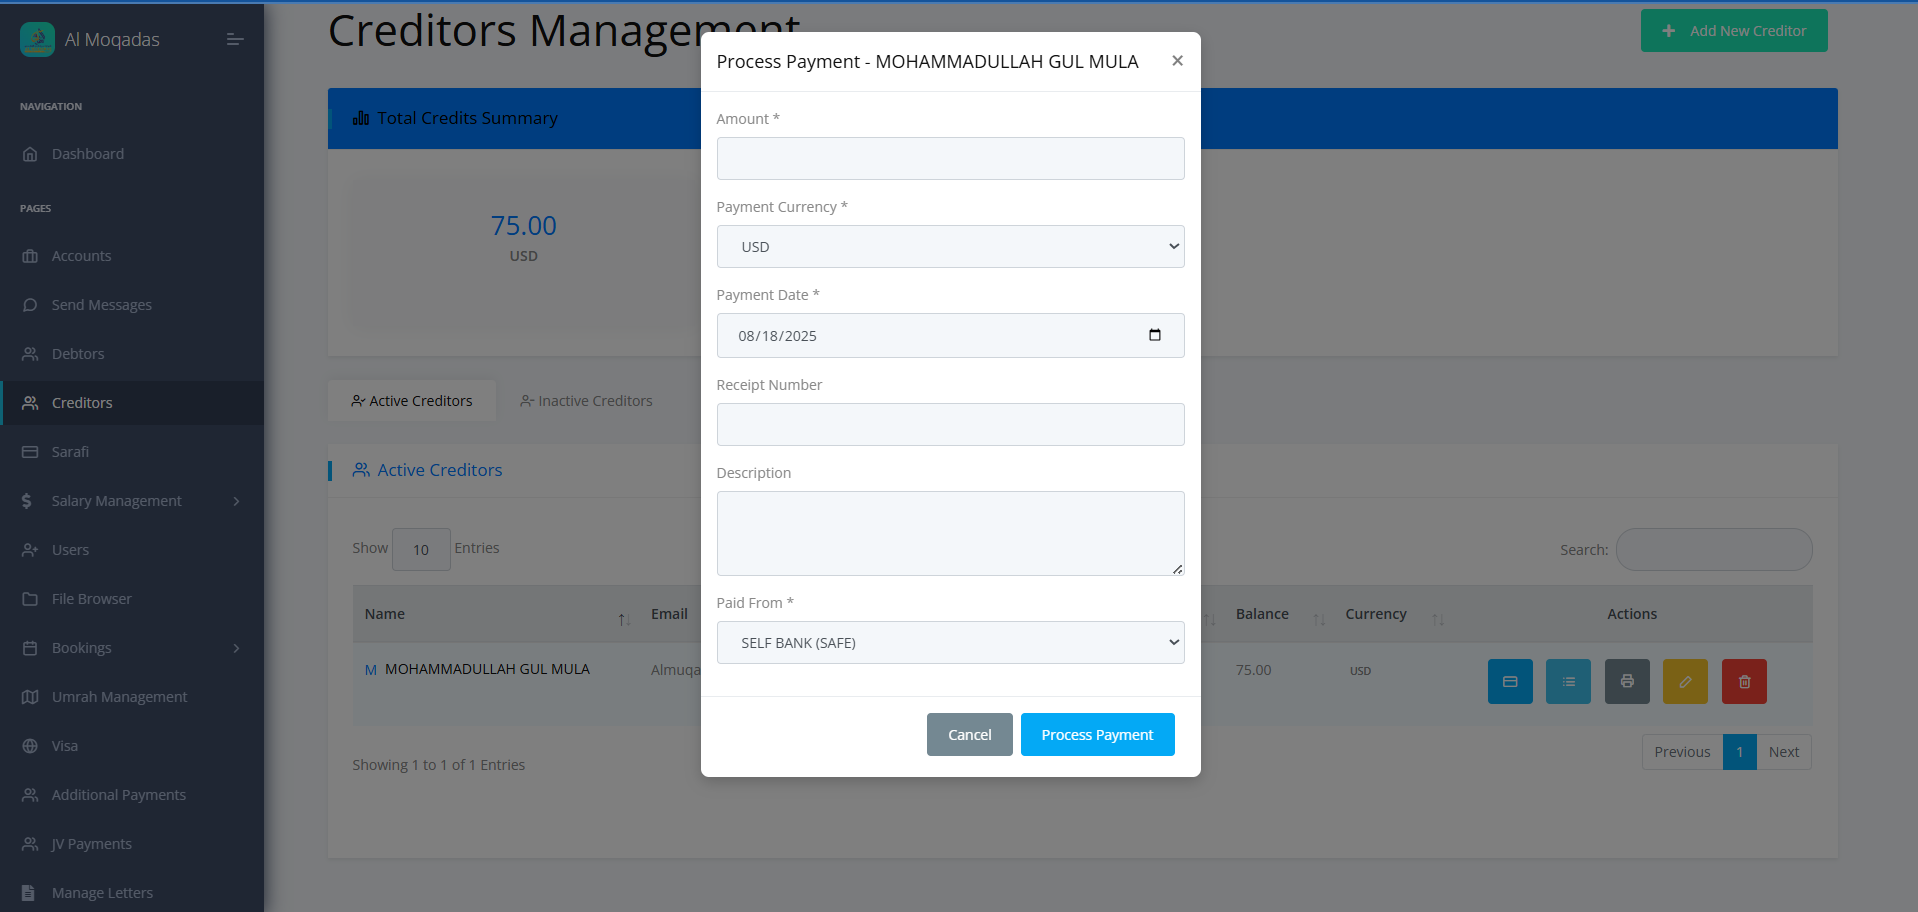 Al Moqadas
NAVIGATION
Dashboard
PAGES
Accounts
Send Messages
Debtors
Creditors
Sarafi
Salary Management
Users
File Browser
Bookings
Umrah Management
Visa
Additional Payments
JV Payments
Manage Letters
Creditors Management
+ Add New Creditor
Total Credits Summary
75.00
USD
Active Creditors
Inactive Creditors
Active Creditors
Show 10 Entries
Search:
Name Email Balance Currency Actions
M MOHAMMADULLAH GUL MULA Almuqa 75.00 USD
Showing 1 to 1 of 1 Entries
Previous 1 Next
Process Payment - MOHAMMADULLAH GUL MULA ×
Amount *
Payment Currency *
USD
Payment Date *
08/18/2025
Receipt Number
Description
Paid From *
SELF BANK (SAFE)
Cancel
Process Payment